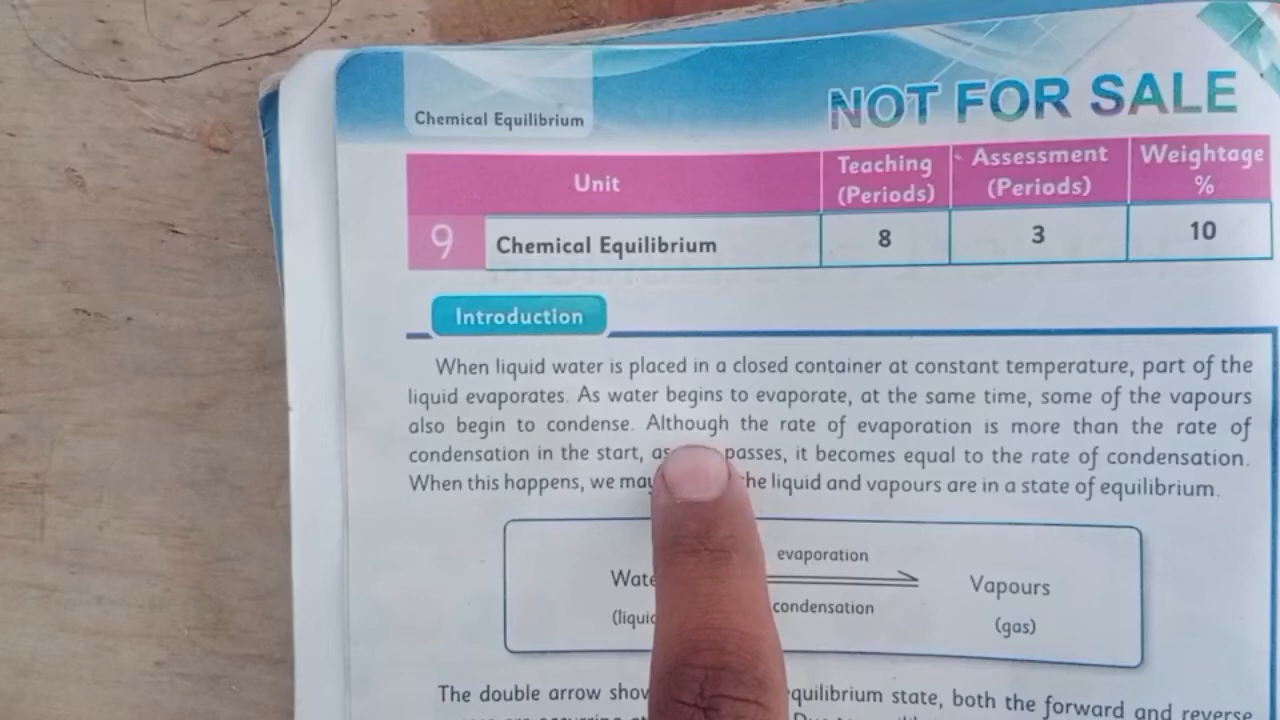 Chemical Equilibrium
NOT FOR SALE
Unit
Teaching (Periods)
Assessment (Periods)
Weightage %
9 Chemical Equilibrium 8 3 10
Introduction
When liquid water is placed in a closed container at constant temperature, part of the
liquid evaporates. As water begins to evaporate, at the same time, some of the vapours
also begin to condense. Although the rate of evaporation is more than the rate of
condensation in the start, as passes, it becomes equal to the rate of condensation.
When this happens, we may the liquid and vapours are in a state of equilibrium.
evaporation
Vapours
condensation
(gas)
The double arrow equilibrium state, both the forward and reverse